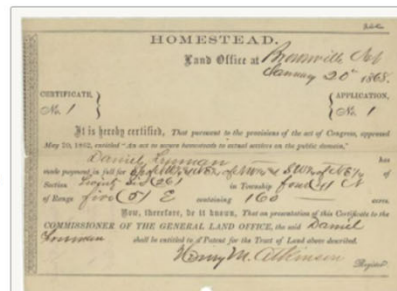 HOMESTEAD.
Land Office at Brownville Neb
January 20th 1868.
CERTIFICATE, APPLICATION,
No. 1 No. 1
It is hereby certified, That pursuant to the provisions of the act of Congress, approved
May 20, 1862, entitled "An act to secure homesteads to actual settlers on the public domain,"
Daniel Freeman has
made payment in full for of
Section Twenty Six (26) in Township four (4) N
of Range five (5) E containing 160 acres.
Now, therefore, be it known, That on presentation of this Certificate to the
COMMISSIONER OF THE GENERAL LAND OFFICE, the said Daniel
Freeman shall be entitled to a Patent for the Tract of Land above described.
Henry M. Atkinson
Register